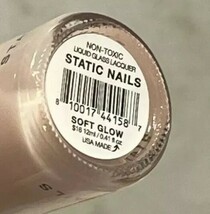 NON-TOXIC
LIQUID GLASS LACQUER
STATIC NAILS
8 10017 44158 7
SOFT GLOW
$16 12ml / 0.41 fl oz
USA MADE